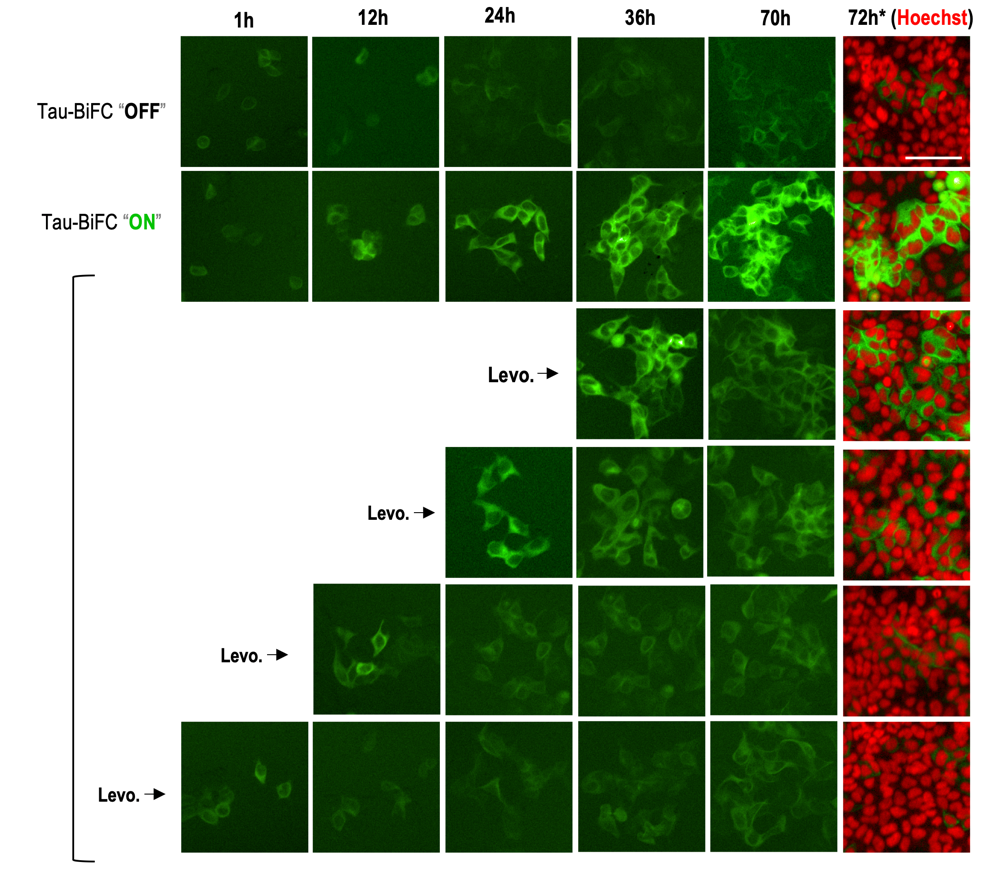 1h 12h 24h 36h 70h 72h* (Hoechst)
Tau-BiFC “OFF”
Tau-BiFC “ON”
Levo.
Levo.
Levo.
Levo.